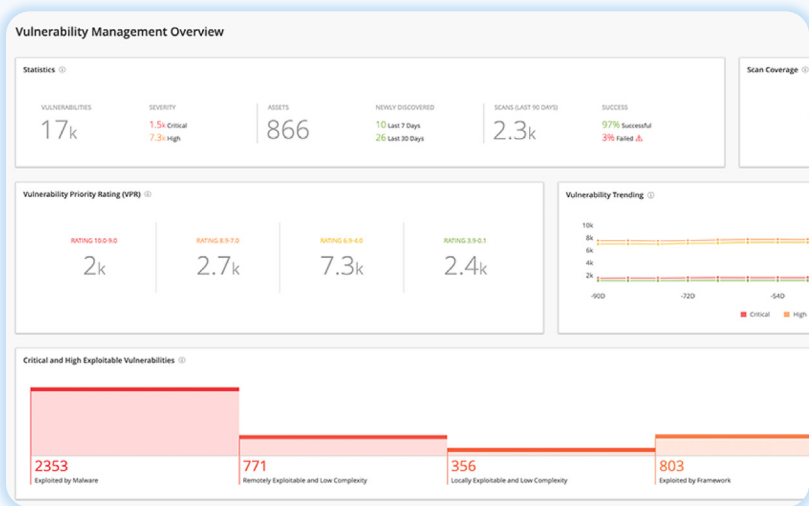 Vulnerability Management Overview
Statistics
Scan Coverage
VULNERABILITIES SEVERITY ASSETS NEWLY DISCOVERED SCANS (LAST 90 DAYS) SUCCESS
17k 1.5k Critical 866 10 Last 7 Days 2.3k 97% Successful
7.3k High 26 Last 30 Days 3% Failed
Vulnerability Priority Rating (VPR)
RATING 10.0-9.0 RATING 8.9-7.0 RATING 6.9-4.0 RATING 3.9-0.1
2k 2.7k 7.3k 2.4k
Vulnerability Trending
10k
8k
6k
4k
2k
-90D -72D -54D
Critical High
Critical and High Exploitable Vulnerabilities
2353 771 356 803
Exploited by Malware Remotely Exploitable and Low Complexity Locally Exploitable and Low Complexity Exploited by Framework